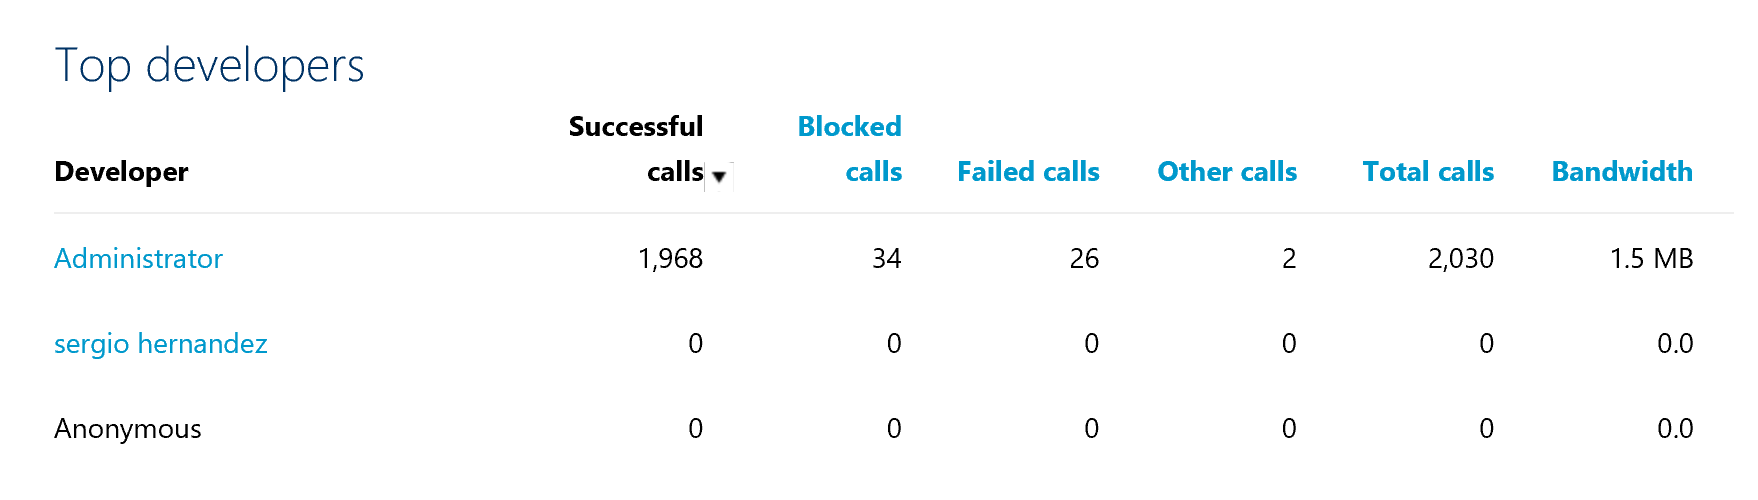 Top developers
Successful Blocked
Developer calls calls Failed calls Other calls Total calls Bandwidth
Administrator 1,968 34 26 2 2,030 1.5 MB
sergio hernandez 0 0 0 0 0 0.0
Anonymous 0 0 0 0 0 0.0